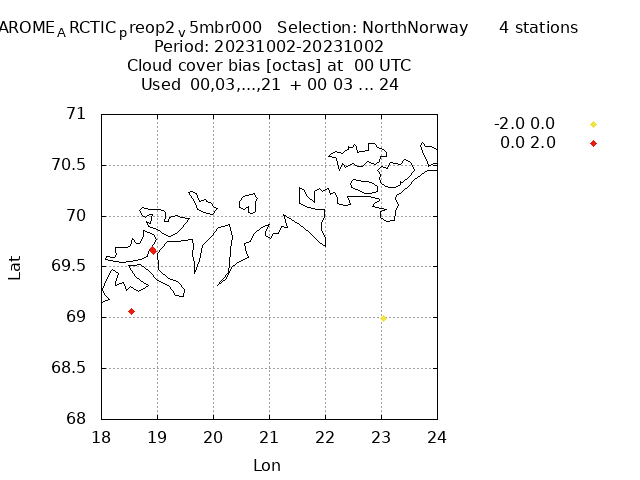 AROME_ARCTIC_preop2_v5mbr000 Selection: NorthNorway 4 stations
Period: 20231002-20231002
Cloud cover bias [octas] at 00 UTC
Used 00,03,...,21 + 00 03 ... 24
-2.0 0.0
0.0 2.0
71
70.5
70
69.5
69
68.5
68
Lat
18 19 20 21 22 23 24
Lon